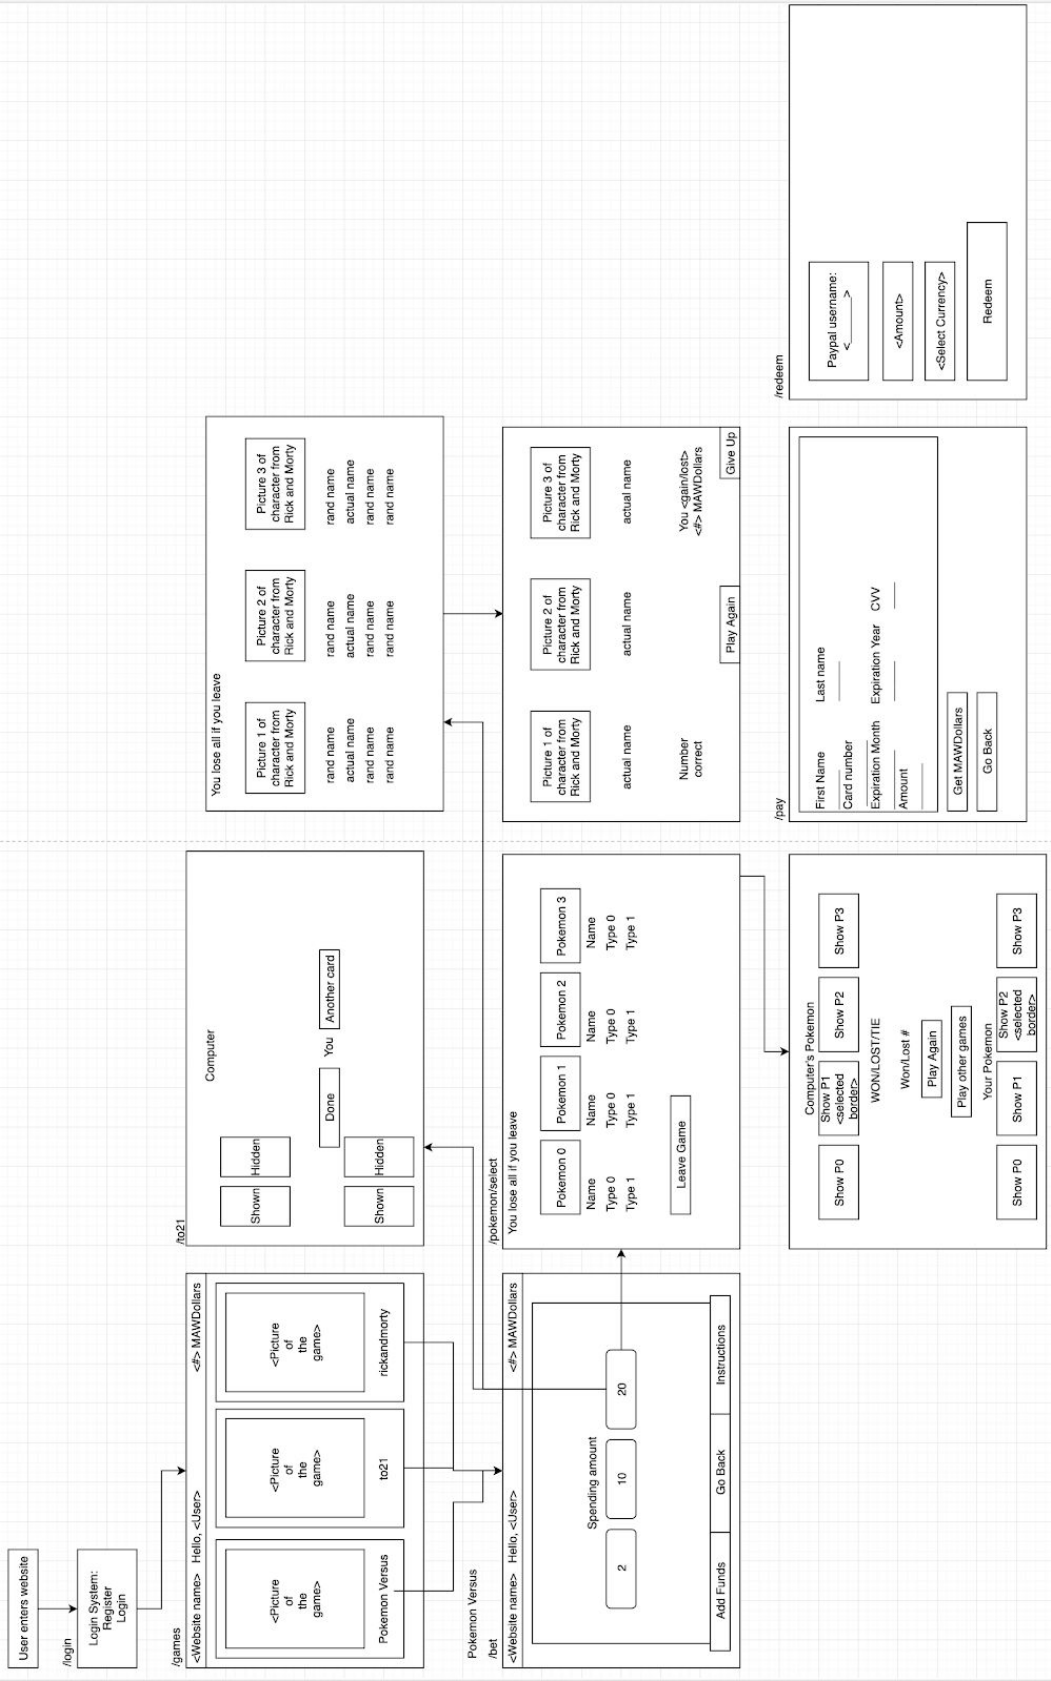 User enters website
/login
Login System:
Register
Login
/games
<Website name> Hello, <User> <#> MAWDollars
<Picture
of
the
game>
Pokemon Versus
<Picture
of
the
game>
to21
<Picture
of
the
game>
rickandmorty
Pokemon Versus
/bet
<Website name> Hello, <User> <#> MAWDollars
Spending amount
2 10 20
Add Funds Go Back Instructions
/to21
Computer
Shown Hidden
Done You Another card
Shown Hidden
/pokemon/select
You lose all if you leave
Pokemon 0 Pokemon 1 Pokemon 2 Pokemon 3
Name Name Name Name
Type 0 Type 0 Type 0 Type 0
Type 1 Type 1 Type 1 Type 1
Leave Game
Computer's Pokemon
Show P0
Show P1
<selected
border>
Show P2
Show P3
WON/LOST/TIE
Won/Lost #
Play Again
Play other games
Your Pokemon
Show P0
Show P1
Show P2
<selected
border>
Show P3
You lose all if you leave
Picture 1 of
character from
Rick and Morty
Picture 2 of
character from
Rick and Morty
Picture 3 of
character from
Rick and Morty
rand name rand name rand name
actual name actual name actual name
rand name rand name rand name
rand name rand name rand name
Picture 1 of
character from
Rick and Morty
Picture 2 of
character from
Rick and Morty
Picture 3 of
character from
Rick and Morty
actual name actual name actual name
Number
correct
You <gain/lost>
<#> MAWDollars
Play Again Give Up
/pay
First Name Last name
Card number
Expiration Month Expiration Year CVV
Amount
Get MAWDollars
Go Back
/redeem
Paypal username:
<______>
<Amount>
<Select Currency>
Redeem